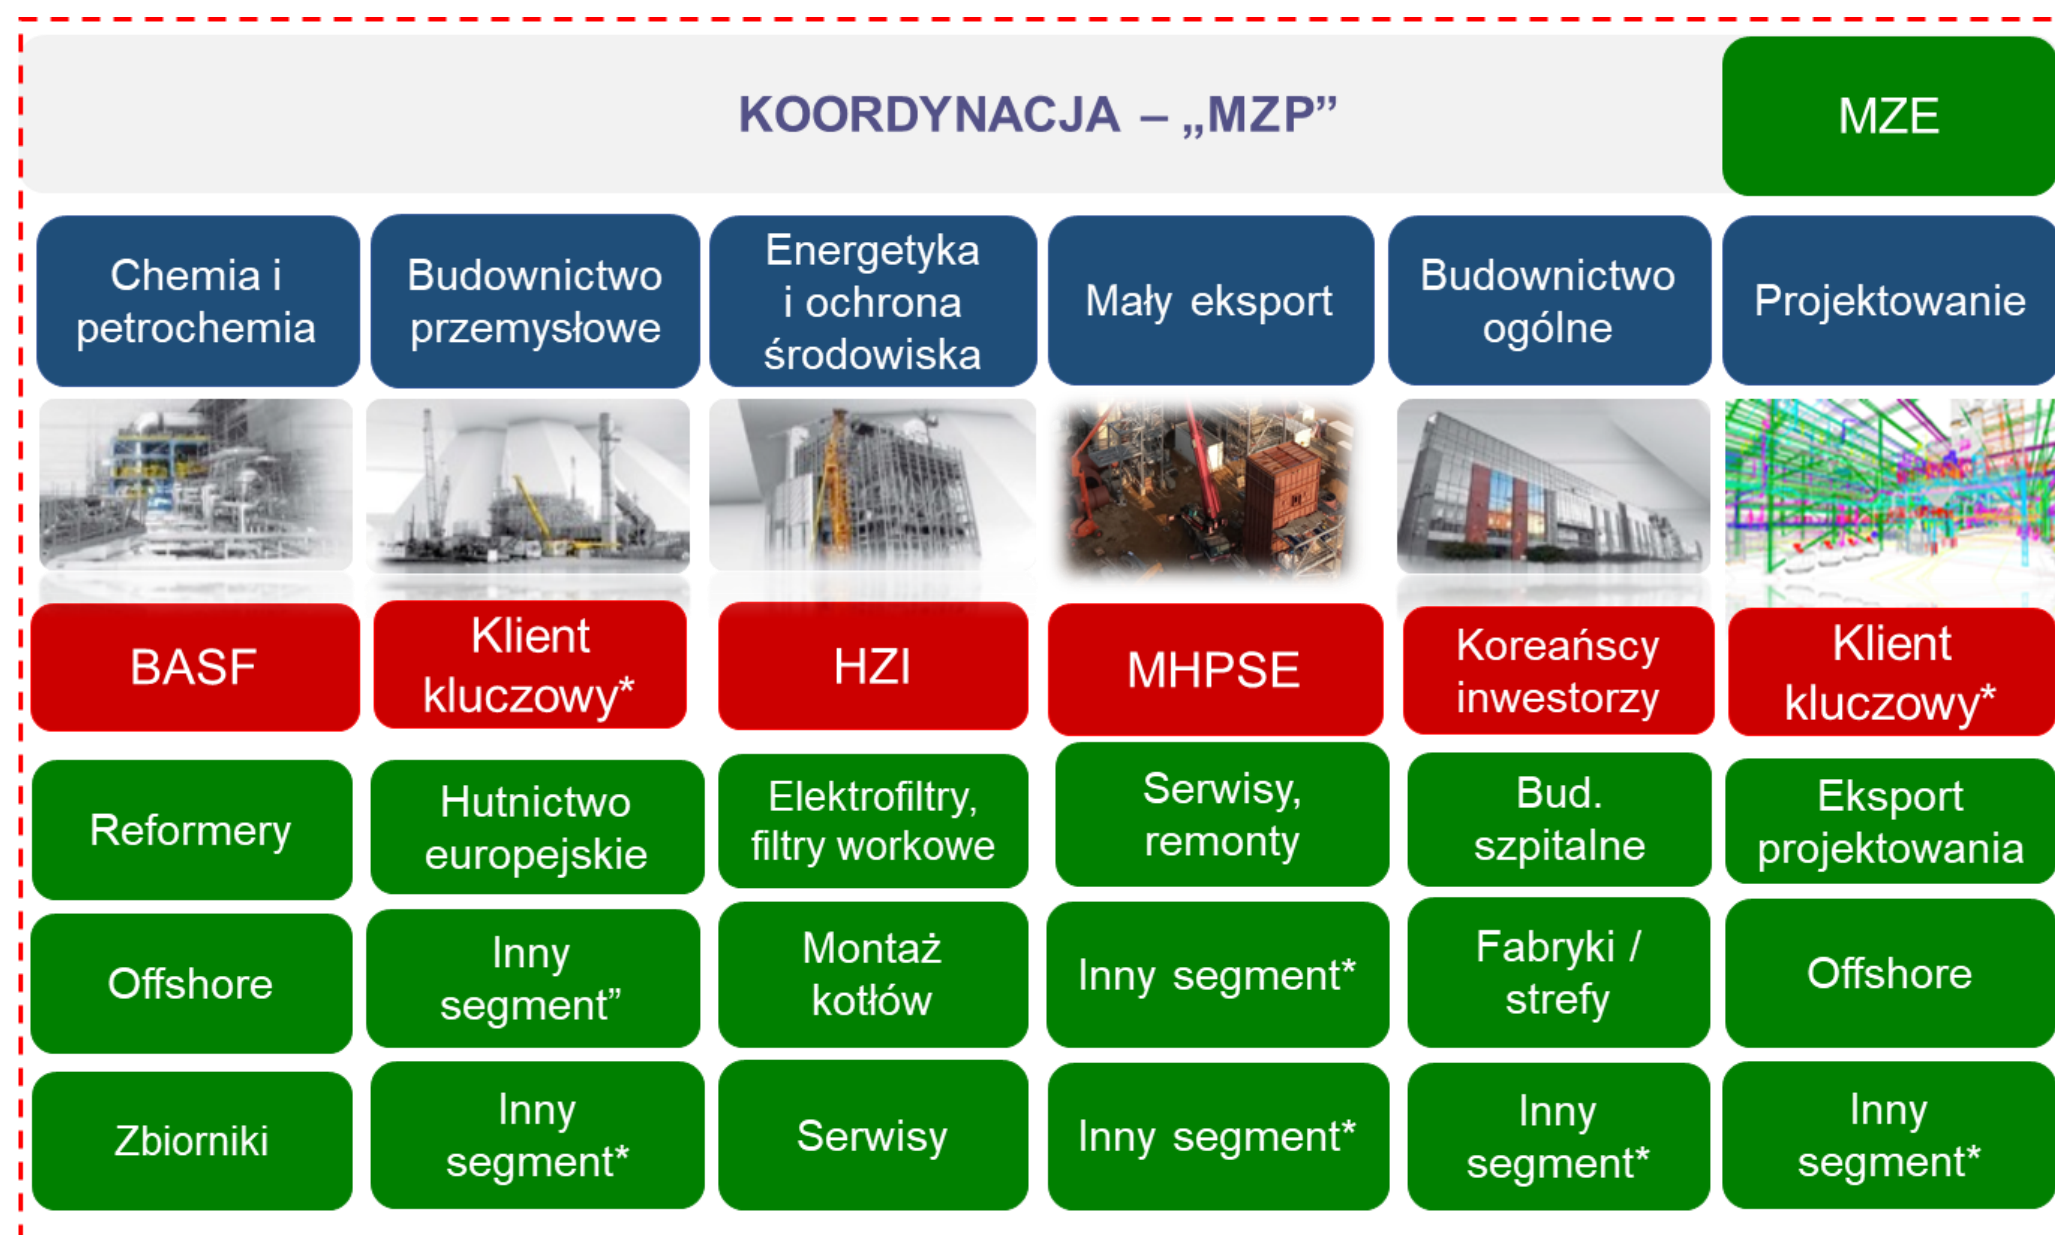 KOORDYNACJA – „MZP”
MZE
Chemia i
petrochemia
Budownictwo
przemysłowe
Energetyka
i ochrona
środowiska
Mały eksport
Budownictwo
ogólne
Projektowanie
BASF
Klient
kluczowy*
HZI
MHPSE
Koreańscy
inwestorzy
Klient
kluczowy*
Reformery
Hutnictwo
europejskie
Elektrofiltry,
filtry workowe
Serwisy,
remonty
Bud.
szpitalne
Eksport
projektowania
Offshore
Inny
segment”
Montaż
kotłów
Inny segment*
Fabryki /
strefy
Offshore
Zbiorniki
Inny
segment*
Serwisy
Inny segment*
Inny
segment*
Inny
segment*